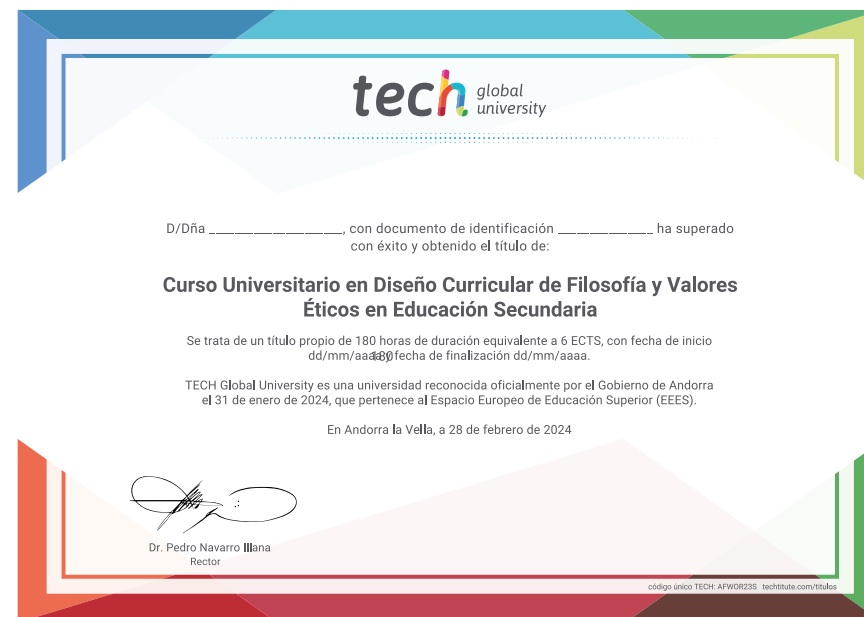 tech global university
D/Dña ____________________, con documento de identificación ______________ ha superado
con éxito y obtenido el título de:
Curso Universitario en Diseño Curricular de Filosofía y Valores
Éticos en Educación Secundaria
Se trata de un título propio de 180 horas de duración equivalente a 6 ECTS, con fecha de inicio
dd/mm/aaaa y fecha de finalización dd/mm/aaaa.
180
TECH Global University es una universidad reconocida oficialmente por el Gobierno de Andorra
el 31 de enero de 2024, que pertenece al Espacio Europeo de Educación Superior (EEES).
En Andorra la Vella, a 28 de febrero de 2024
Dr. Pedro Navarro Illana
Rector
código único TECH: AFWOR23S techtitute.com/titulos